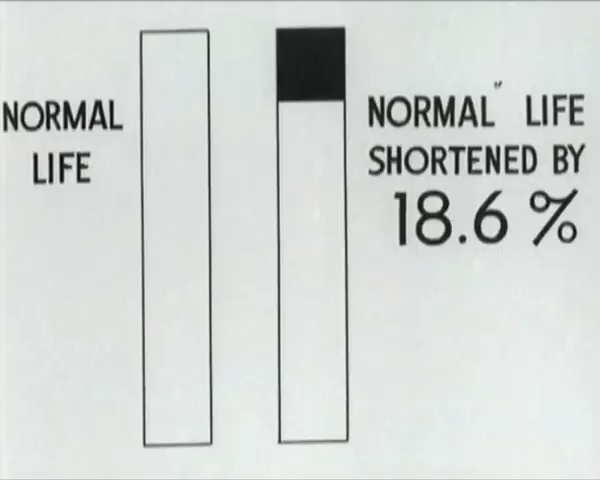 NORMAL
LIFE
NORMAL" LIFE
SHORTENED BY
18.6 %